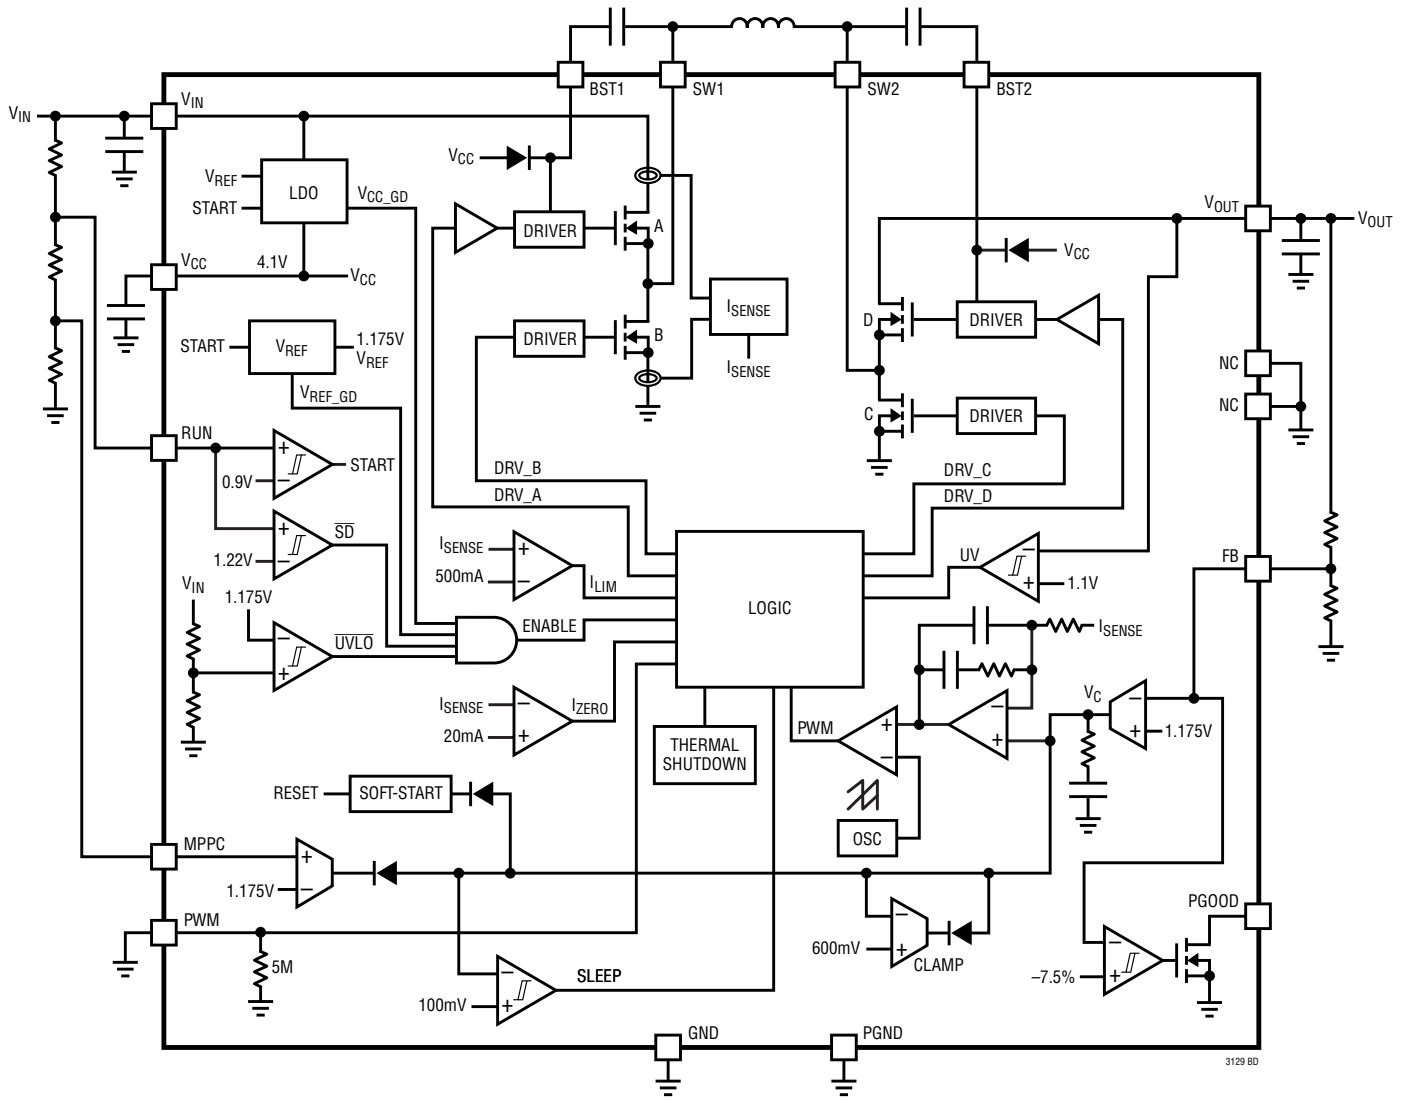 BST1
SW1
SW2
BST2
VIN
VIN
VCC
VREF
START
LDO
VCC_GD
DRIVER
A
VOUT
VOUT
VCC
VCC
4.1V
VCC
ISENSE
D
DRIVER
START
VREF
1.175V
VREF
DRIVER
B
ISENSE
NC
NC
VREF_GD
C
DRIVER
RUN
+
START
0.9V
–
DRV_B
DRV_A
DRV_C
DRV_D
+
SD
1.22V
–
ISENSE
+
500mA
–
ILIM
UV
–
+
1.1V
FB
VIN
1.175V
–
UVLO
+
ENABLE
LOGIC
ISENSE
ISENSE
–
IZERO
20mA
+
THERMAL
SHUTDOWN
PWM
+
–
–
+
VC
–
+
1.175V
RESET
SOFT-START
OSC
MPPC
+
1.175V
–
PWM
5M
–
600mV
+
CLAMP
PGOOD
–
–7.5%
+
–
100mV
+
SLEEP
GND
PGND
3129 BD